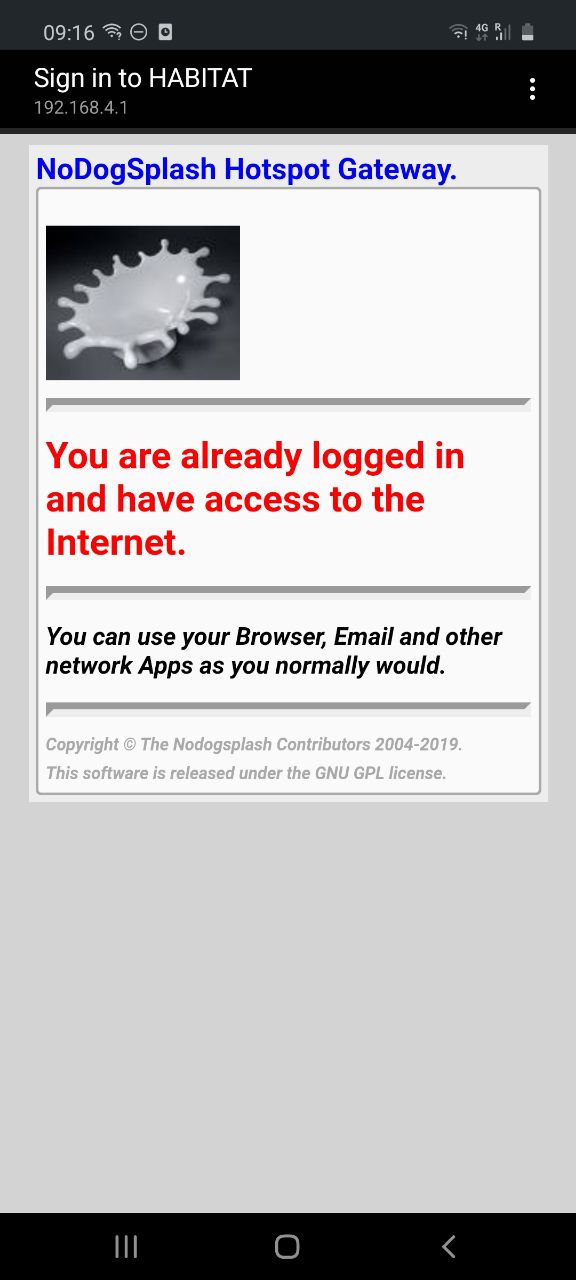 09:16
4G R
Sign in to HABITAT
192.168.4.1
NoDogSplash Hotspot Gateway.
You are already logged in
and have access to the
Internet.
You can use your Browser, Email and other
network Apps as you normally would.
Copyright © The Nodogsplash Contributors 2004-2019.
This software is released under the GNU GPL license.